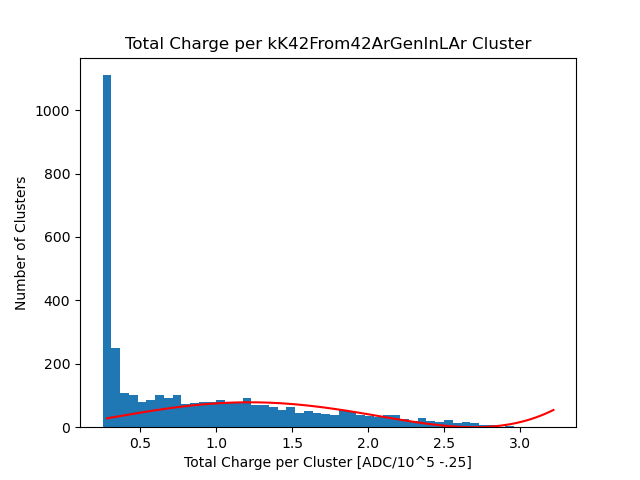 Total Charge per kK42From42ArGenInLAr Cluster
Number of Clusters
1000
800
600
400
200
0
0.5 1.0 1.5 2.0 2.5 3.0
Total Charge per Cluster [ADC/10^5 -.25]